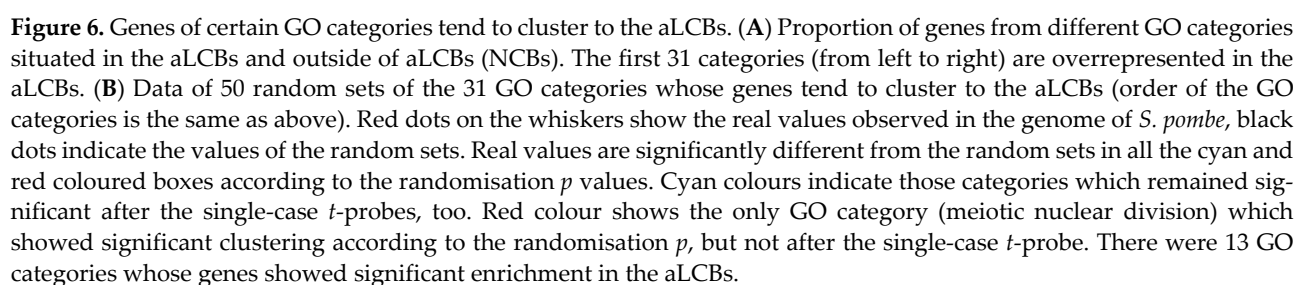 Figure 6. Genes of certain GO categories tend to cluster to the aLCBs. (A) Proportion of genes from different GO categories
situated in the aLCBs and outside of aLCBs (NCBs). The first 31 categories (from left to right) are overrepresented in the
aLCBs. (B) Data of 50 random sets of the 31 GO categories whose genes tend to cluster to the aLCBs (order of the GO
categories is the same as above). Red dots on the whiskers show the real values observed in the genome of S. pombe, black
dots indicate the values of the random sets. Real values are significantly different from the random sets in all the cyan and
red coloured boxes according to the randomisation p values. Cyan colours indicate those categories which remained sig-
nificant after the single-case t-probes, too. Red colour shows the only GO category (meiotic nuclear division) which
showed significant clustering according to the randomisation p, but not after the single-case t-probe. There were 13 GO
categories whose genes showed significant enrichment in the aLCBs.